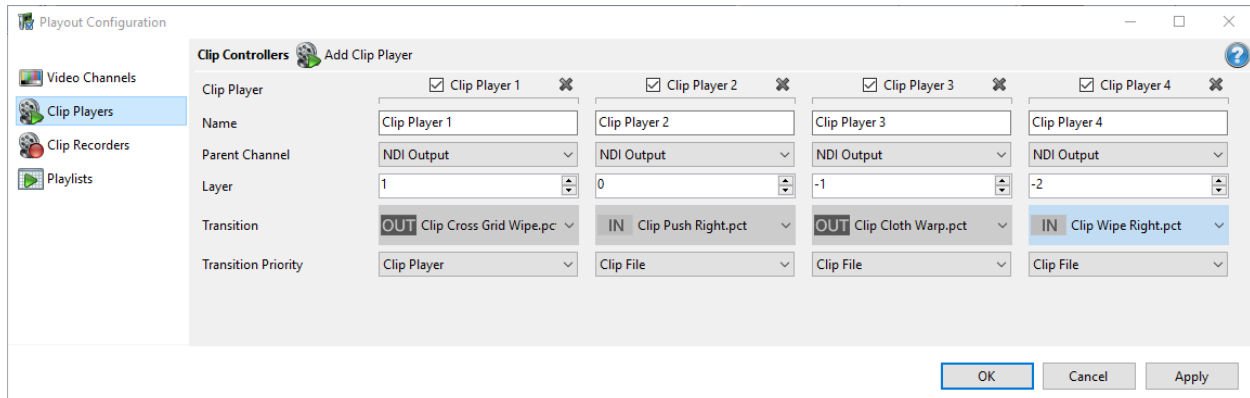 Playout Configuration
Clip Controllers Add Clip Player ?
Video Channels
Clip Players
Clip Recorders
Playlists
Clip Player Clip Player 1 Clip Player 2 Clip Player 3 Clip Player 4
Name Clip Player 1 Clip Player 2 Clip Player 3 Clip Player 4
Parent Channel NDI Output NDI Output NDI Output NDI Output
Layer 1 0 -1 -2
Transition OUT Clip Cross Grid Wipe.pc IN Clip Push Right.pct OUT Clip Cloth Warp.pct IN Clip Wipe Right.pct
Transition Priority Clip Player Clip File Clip File Clip File
OK Cancel Apply